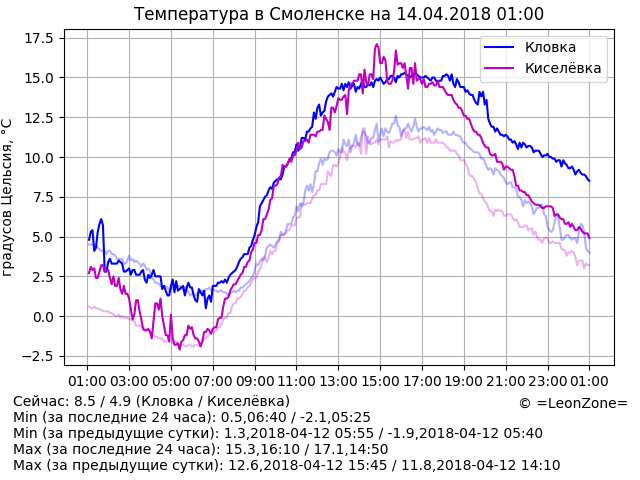 Температура в Смоленске на 14.04.2018 01:00
градусов Цельсия, °C
17.5
15.0
12.5
10.0
7.5
5.0
2.5
0.0
−2.5
Кловка
Киселёвка
01:00 03:00 05:00 07:00 09:00 11:00 13:00 15:00 17:00 19:00 21:00 23:00 01:00
Сейчас: 8.5 / 4.9 (Кловка / Киселёвка)
© =LeonZone=
Min (за последние 24 часа): 0.5,06:40 / -2.1,05:25
Min (за предыдущие сутки): 1.3,2018-04-12 05:55 / -1.9,2018-04-12 05:40
Max (за последние 24 часа): 15.3,16:10 / 17.1,14:50
Max (за предыдущие сутки): 12.6,2018-04-12 15:45 / 11.8,2018-04-12 14:10